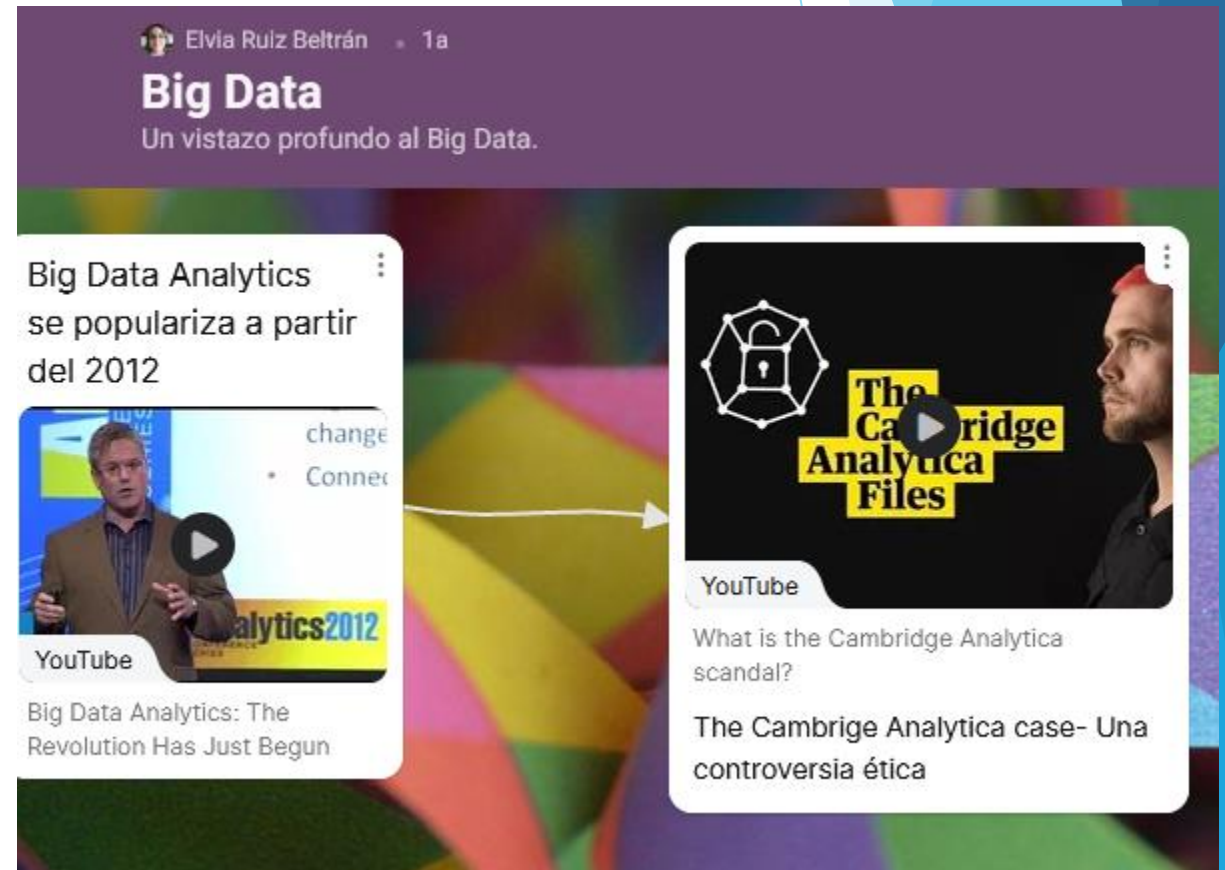 Elvia Ruiz Beltrán • 1a
Big Data
Un vistazo profundo al Big Data.
Big Data Analytics
se populariza a partir
del 2012
change
• Connec
alytics2012
YouTube
Big Data Analytics: The
Revolution Has Just Begun
The
Ca ridge
Analytica
Files
YouTube
What is the Cambridge Analytica
scandal?
The Cambrige Analytica case- Una
controversia ética